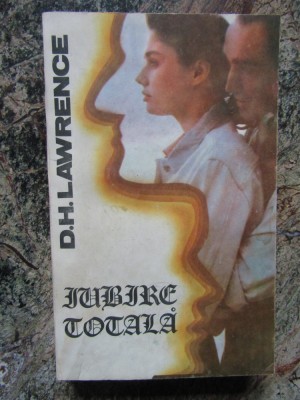 D.H. LAWRENCE
IUBIRE
TOTALĂ